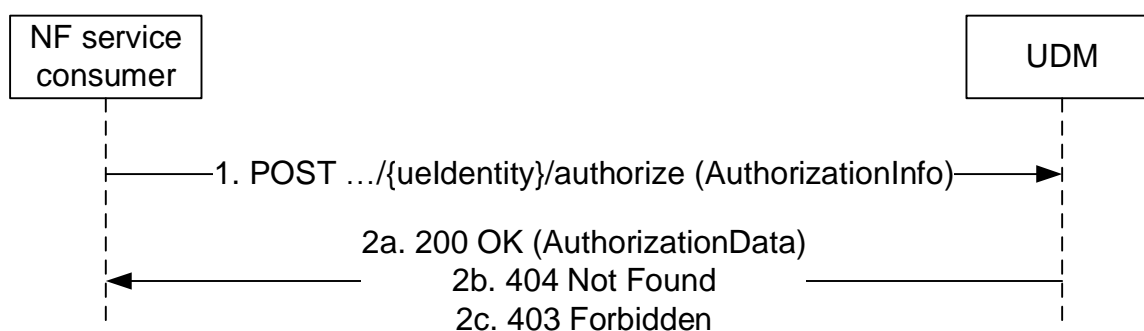 NF service
consumer
UDM
1. POST …/{ueIdentity}/authorize (AuthorizationInfo)
2a. 200 OK (AuthorizationData)
2b. 404 Not Found
2c. 403 Forbidden